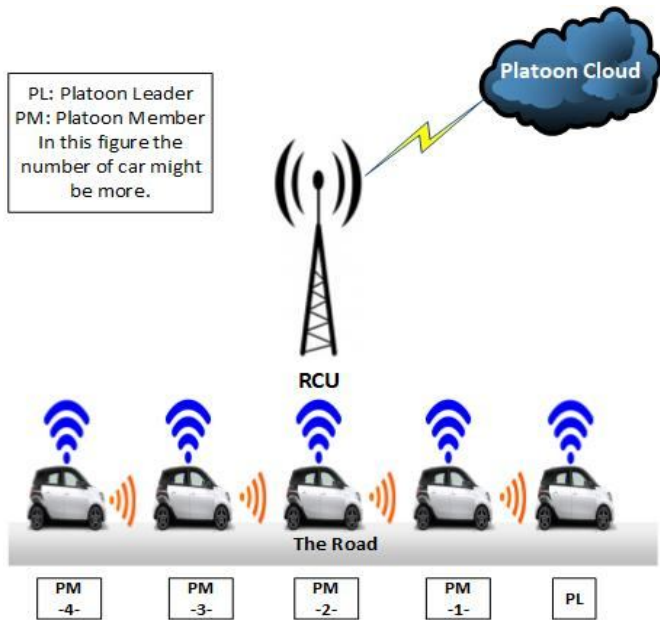 Platoon Cloud
PL: Platoon Leader
PM: Platoon Member
In this figure the
number of car might
be more.
RCU
The Road
PM
-4-
PM
-3-
PM
-2-
PM
-1-
PL